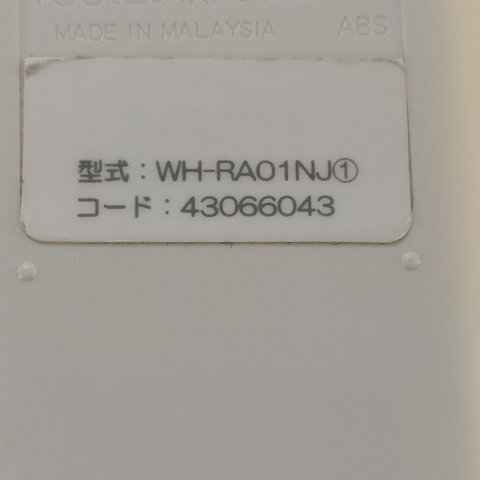 MADE IN MALAYSIA ABS
型式：WH-RA01NJ①
コード：43066043